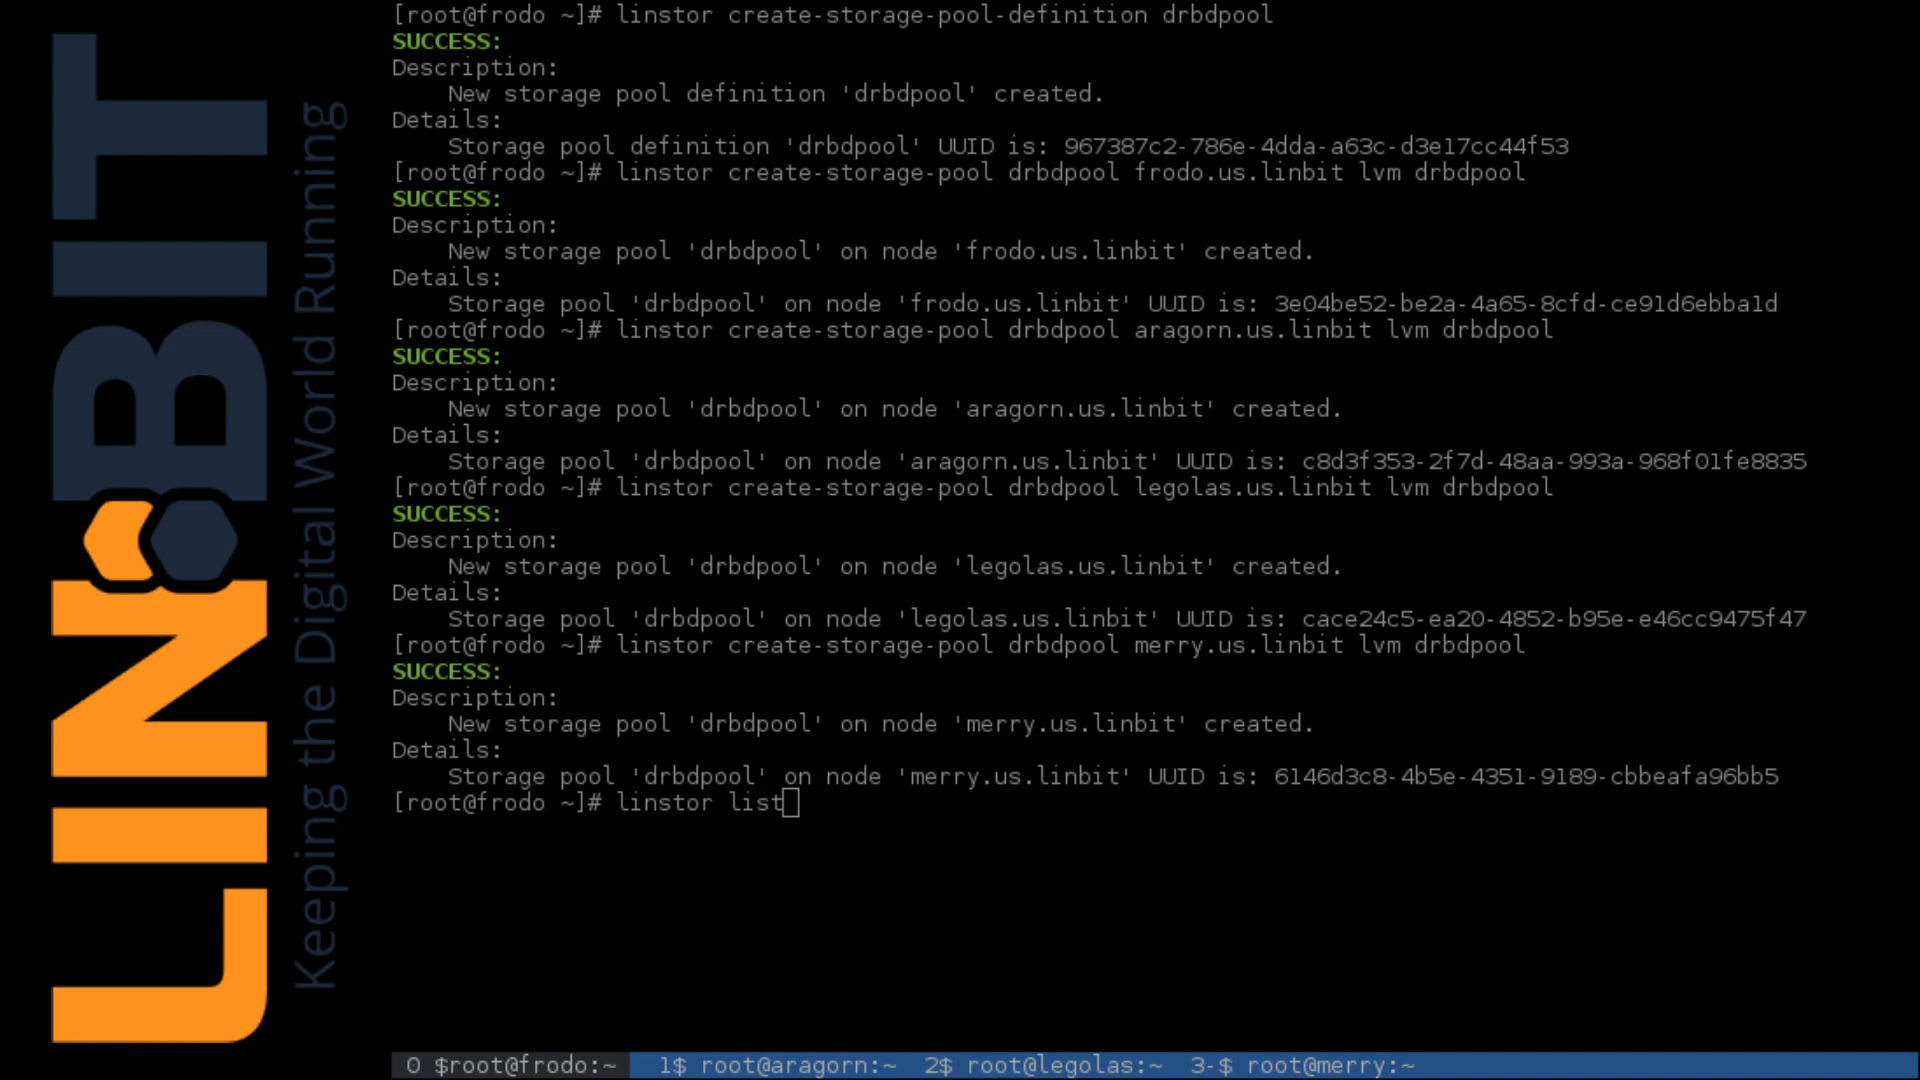 LINBIT
Keeping the Digital World Running
[root@frodo ~]# linstor create-storage-pool-definition drbdpool
SUCCESS:
Description:
    New storage pool definition 'drbdpool' created.
Details:
    Storage pool definition 'drbdpool' UUID is: 967387c2-786e-4dda-a63c-d3e17cc44f53
[root@frodo ~]# linstor create-storage-pool drbdpool frodo.us.linbit lvm drbdpool
SUCCESS:
Description:
    New storage pool 'drbdpool' on node 'frodo.us.linbit' created.
Details:
    Storage pool 'drbdpool' on node 'frodo.us.linbit' UUID is: 3e04be52-be2a-4a65-8cfd-ce91d6ebba1d
[root@frodo ~]# linstor create-storage-pool drbdpool aragorn.us.linbit lvm drbdpool
SUCCESS:
Description:
    New storage pool 'drbdpool' on node 'aragorn.us.linbit' created.
Details:
    Storage pool 'drbdpool' on node 'aragorn.us.linbit' UUID is: c8d3f353-2f7d-48aa-993a-968f01fe8835
[root@frodo ~]# linstor create-storage-pool drbdpool legolas.us.linbit lvm drbdpool
SUCCESS:
Description:
    New storage pool 'drbdpool' on node 'legolas.us.linbit' created.
Details:
    Storage pool 'drbdpool' on node 'legolas.us.linbit' UUID is: cace24c5-ea20-4852-b95e-e46cc9475f47
[root@frodo ~]# linstor create-storage-pool drbdpool merry.us.linbit lvm drbdpool
SUCCESS:
Description:
    New storage pool 'drbdpool' on node 'merry.us.linbit' created.
Details:
    Storage pool 'drbdpool' on node 'merry.us.linbit' UUID is: 6146d3c8-4b5e-4351-9189-cbbeafa96bb5
[root@frodo ~]# linstor list
0 $root@frodo:~  1$ root@aragorn:~  2$ root@legolas:~  3-$ root@merry:~